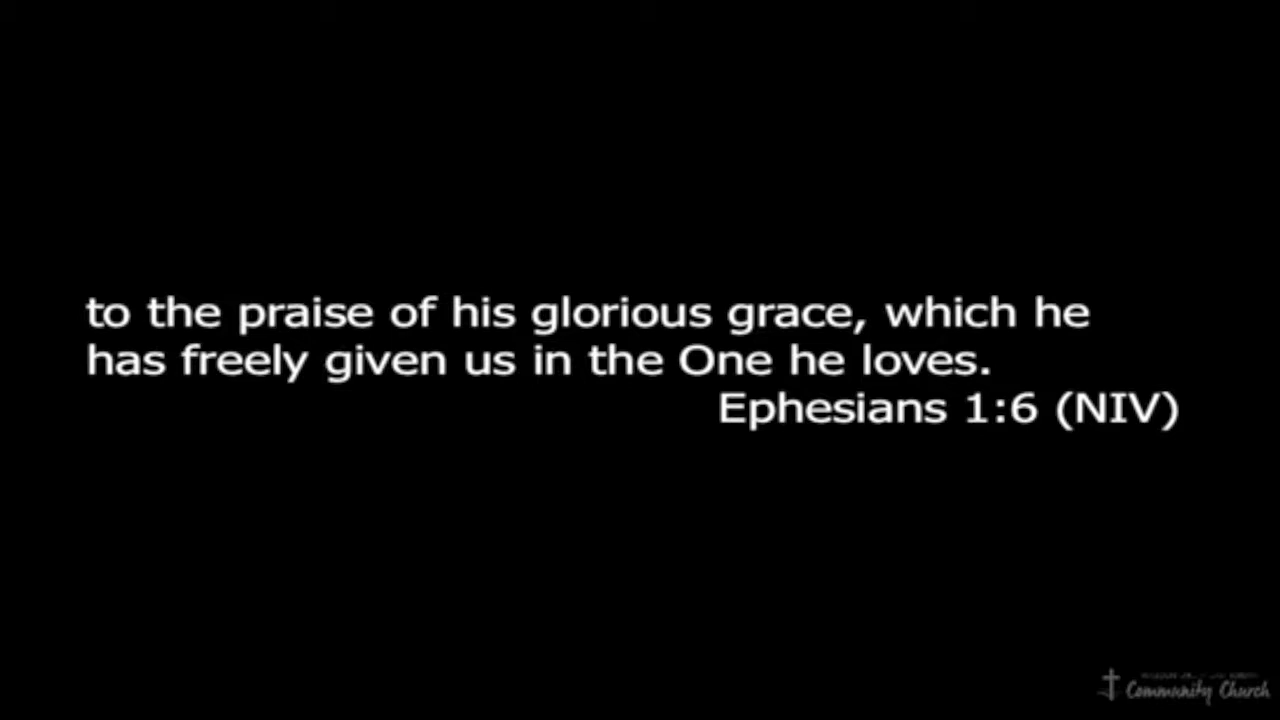 to the praise of his glorious grace, which he
has freely given us in the One he loves.
Ephesians 1:6 (NIV)
Community Church